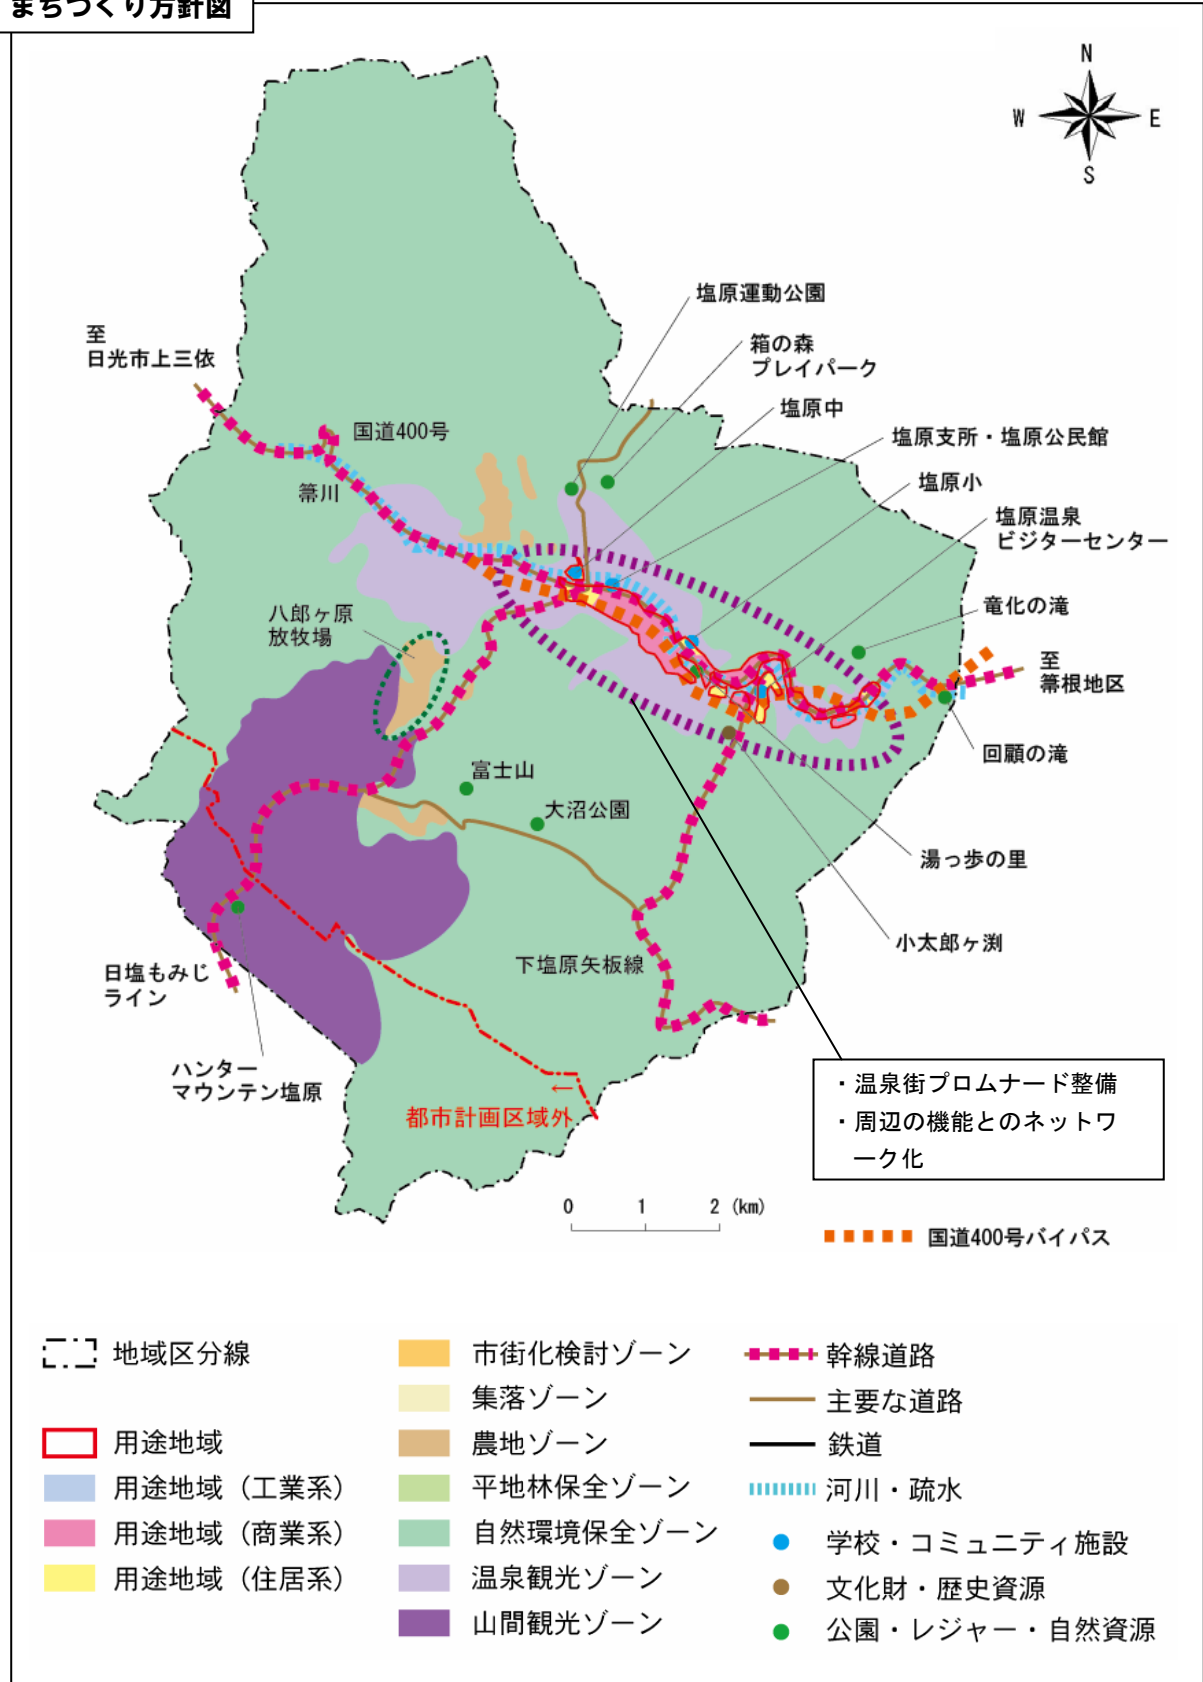 まちづくり方針図
N
W
E
S
塩原運動公園
至
日光市上三依
箱の森
プレイパーク
塩原中
国道400号
塩原支所・塩原公民館
塩原小
箒川
塩原温泉
ビジターセンター
八郎ヶ原
放牧場
竜化の滝
至
箒根地区
回顧の滝
富士山
大沼公園
湯っ歩の里
小太郎ヶ渕
下塩原矢板線
日塩もみじ
ライン
ハンター
マウンテン塩原
←
都市計画区域外
・温泉街プロムナード整備
・周辺の機能とのネットワ
ーク化
0 1 2 (km)
国道400号バイパス
地域区分線
用途地域
用途地域（工業系）
用途地域（商業系）
用途地域（住居系）
市街化検討ゾーン
集落ゾーン
農地ゾーン
平地林保全ゾーン
自然環境保全ゾーン
温泉観光ゾーン
山間観光ゾーン
幹線道路
主要な道路
鉄道
河川・疏水
学校・コミュニティ施設
文化財・歴史資源
公園・レジャー・自然資源